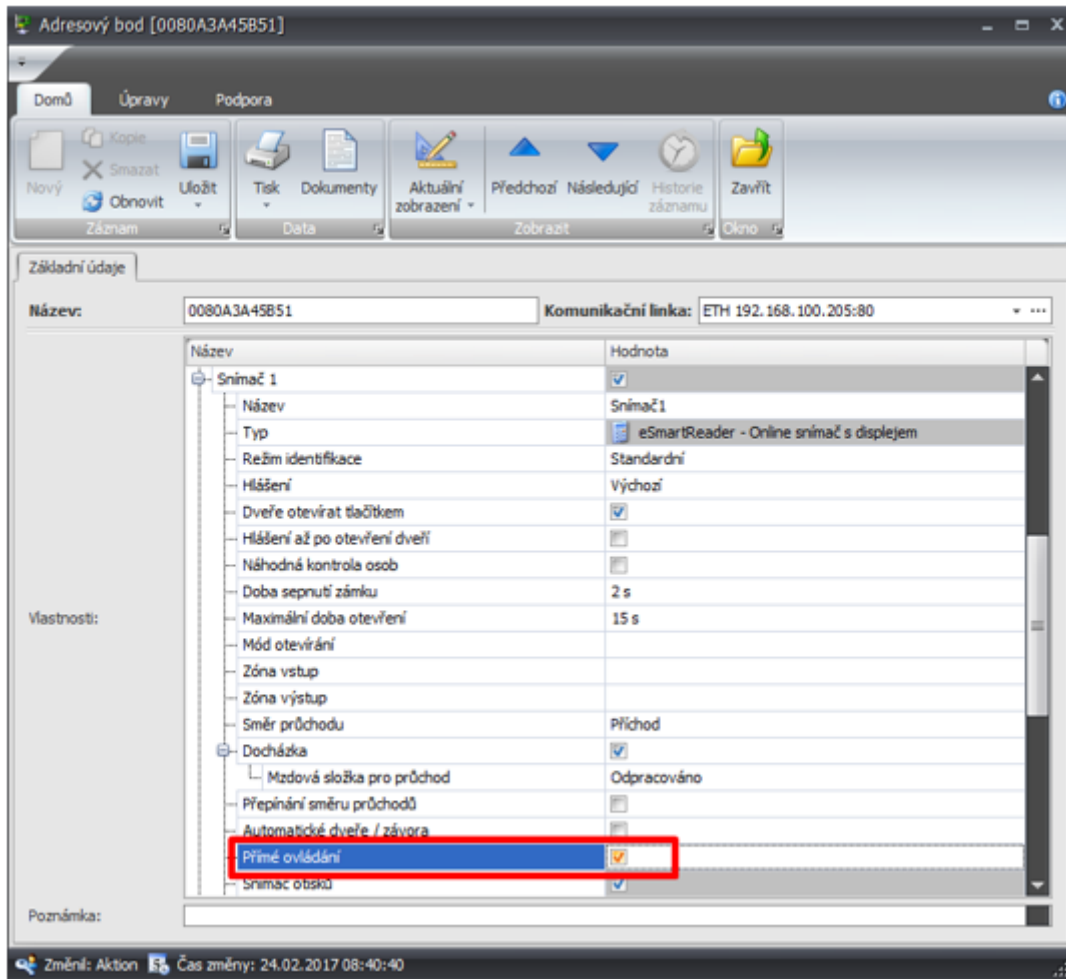 Adresový bod [0080A3A45B51]
Domů Úpravy Podpora
Nový Kopie Smazat Obnovit Uložit Tisk Dokumenty Aktuální zobrazení Předchozí Následující Historie záznamu Zavřít
Záznam Data Zobrazit Okno
Základní údaje
Název: 0080A3A45B51 Komunikační linka: ETH 192.168.100.205:80
Název Hodnota
Snímač 1
Název Snímač1
Typ eSmartReader - Online snímač s displejem
Režim identifikace Standardní
Hlášení Výchozí
Dveře otevírat tlačítkem
Hlášení až po otevření dveří
Náhodná kontrola osob
Doba sepnutí zámku 2 s
Vlastnosti: Maximální doba otevření 15 s
Mód otevírání
Zóna vstup
Zóna výstup
Směr průchodu Příchod
Docházka
Mzdová složka pro průchod Odpracováno
Přepínání směru průchodů
Automatické dveře / závora
Přímé ovládání
Snímač otisků
Poznámka:
Změnil: Aktion Čas změny: 24.02.2017 08:40:40